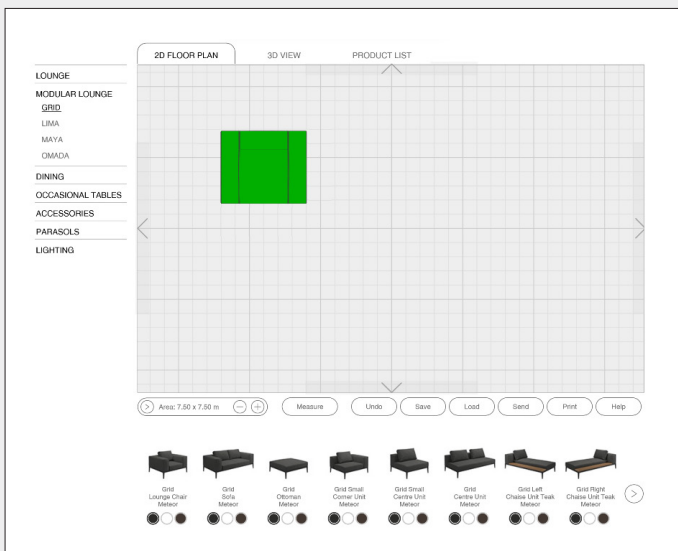 2D FLOOR PLAN
3D VIEW
PRODUCT LIST
LOUNGE
MODULAR LOUNGE
GRID
LIMA
MAYA
OMADA
DINING
OCCASIONAL TABLES
ACCESSORIES
PARASOLS
LIGHTING
Area: 7.50 x 7.50 m
Measure
Undo
Save
Load
Send
Print
Help
Grid
Lounge Chair
Meteor
Grid
Sofa
Meteor
Grid
Ottoman
Meteor
Grid Small
Corner Unit
Meteor
Grid Small
Centre Unit
Meteor
Grid
Centre Unit
Meteor
Grid Left
Chaise Unit Teak
Meteor
Grid Right
Chaise Unit Teak
Meteor